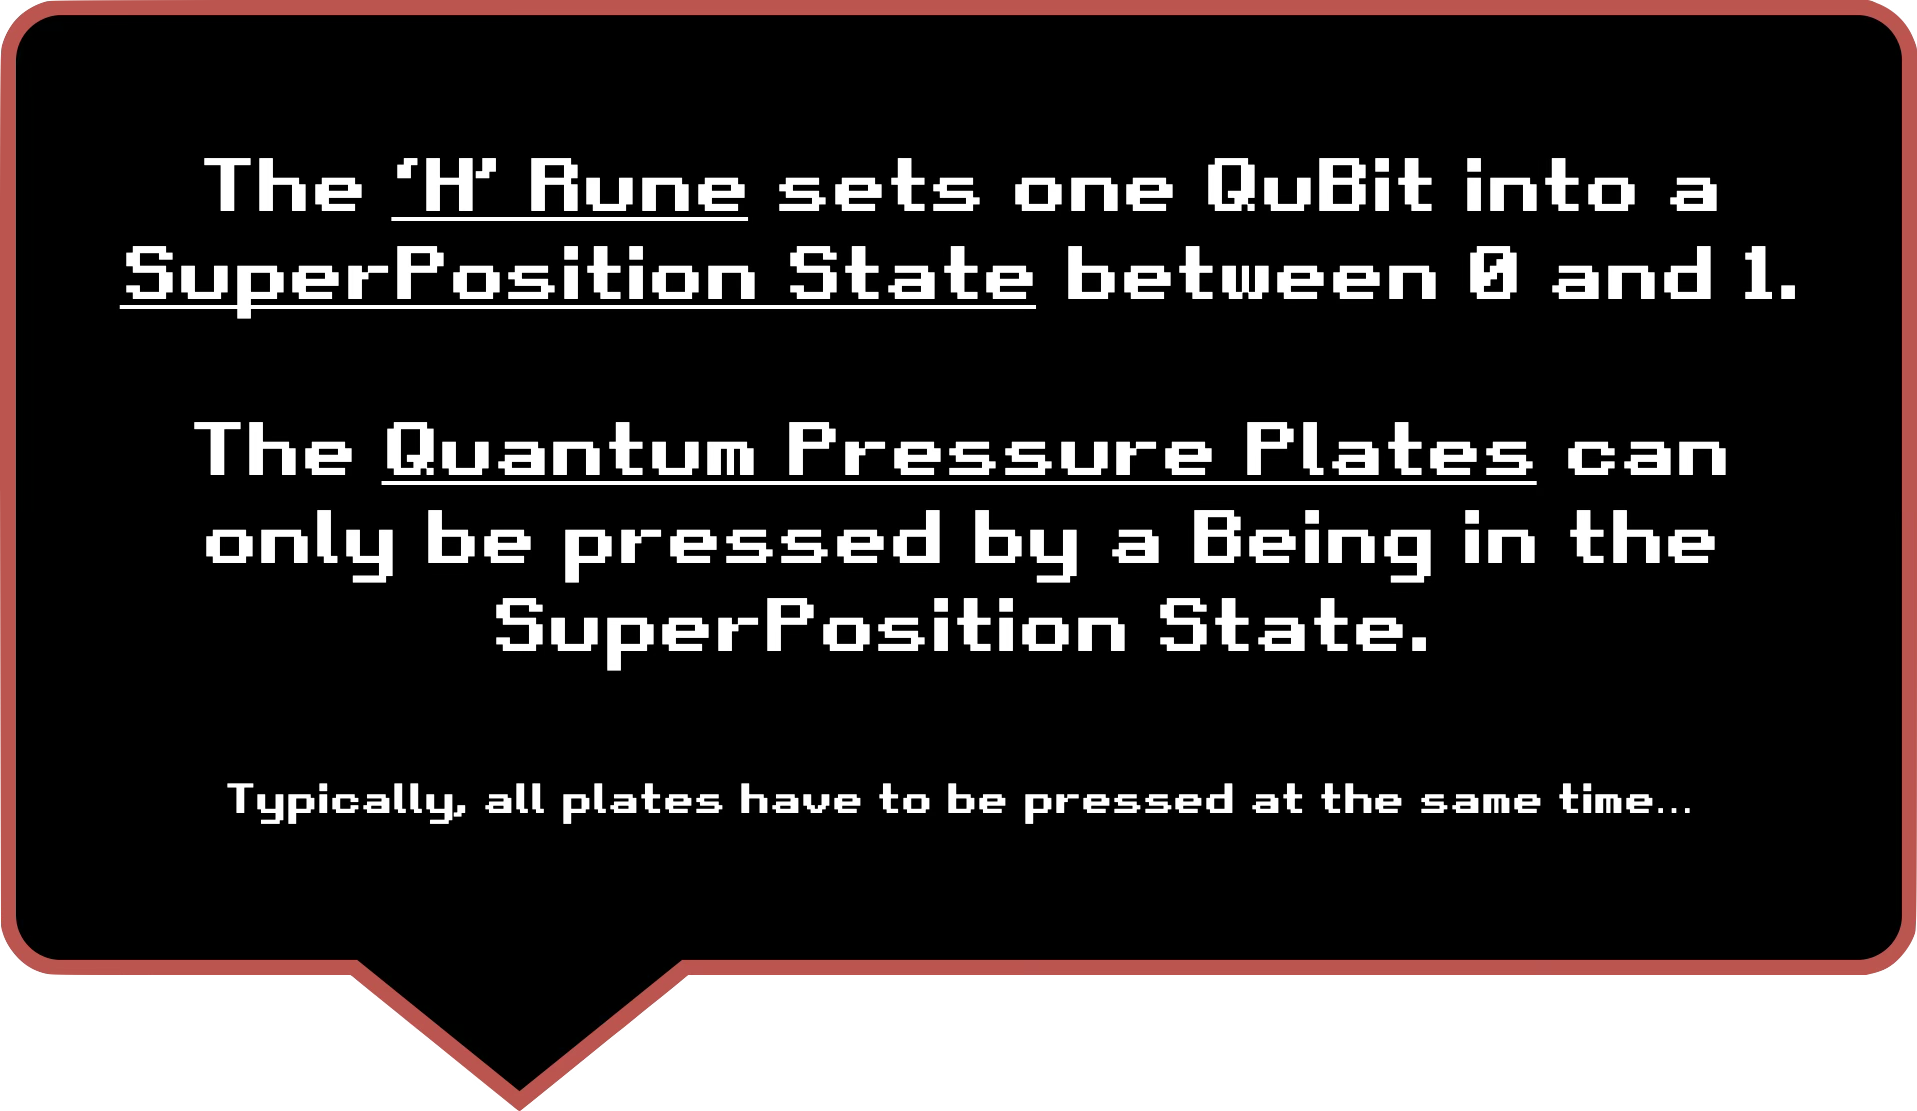 The ‘H’ Rune sets one QuBit into a
SuperPosition State between 0 and 1.
The Quantum Pressure Plates can
only be pressed by a Being in the
SuperPosition State.
Typically, all plates have to be pressed at the same time...